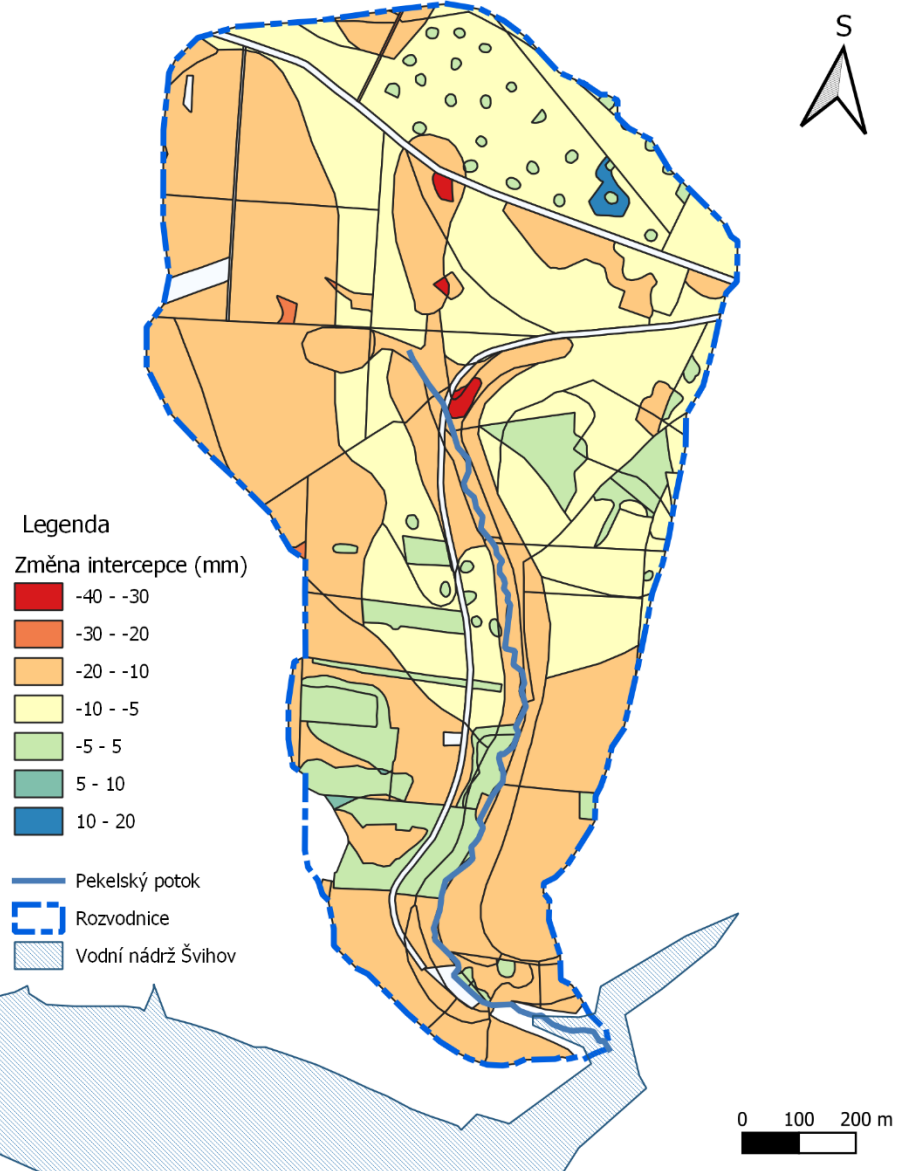 S
Legenda
Změna intercepce (mm)
-40 - -30
-30 - -20
-20 - -10
-10 - -5
-5 - 5
5 - 10
10 - 20
Pekelský potok
Rozvodnice
Vodní nádrž Švihov
0 100 200 m